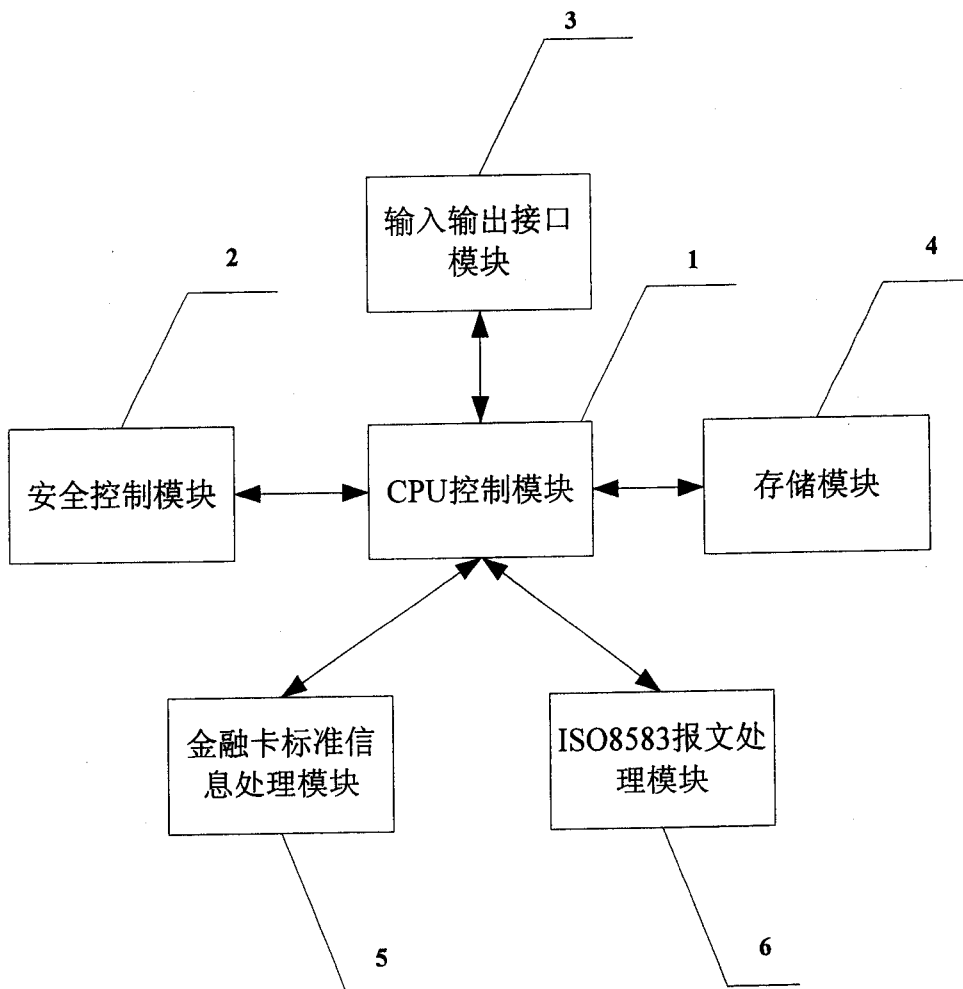 3
输入输出接口
模块
2
1
4
安全控制模块
CPU控制模块
存储模块
金融卡标准信
息处理模块
ISO8583报文处
理模块
5
6